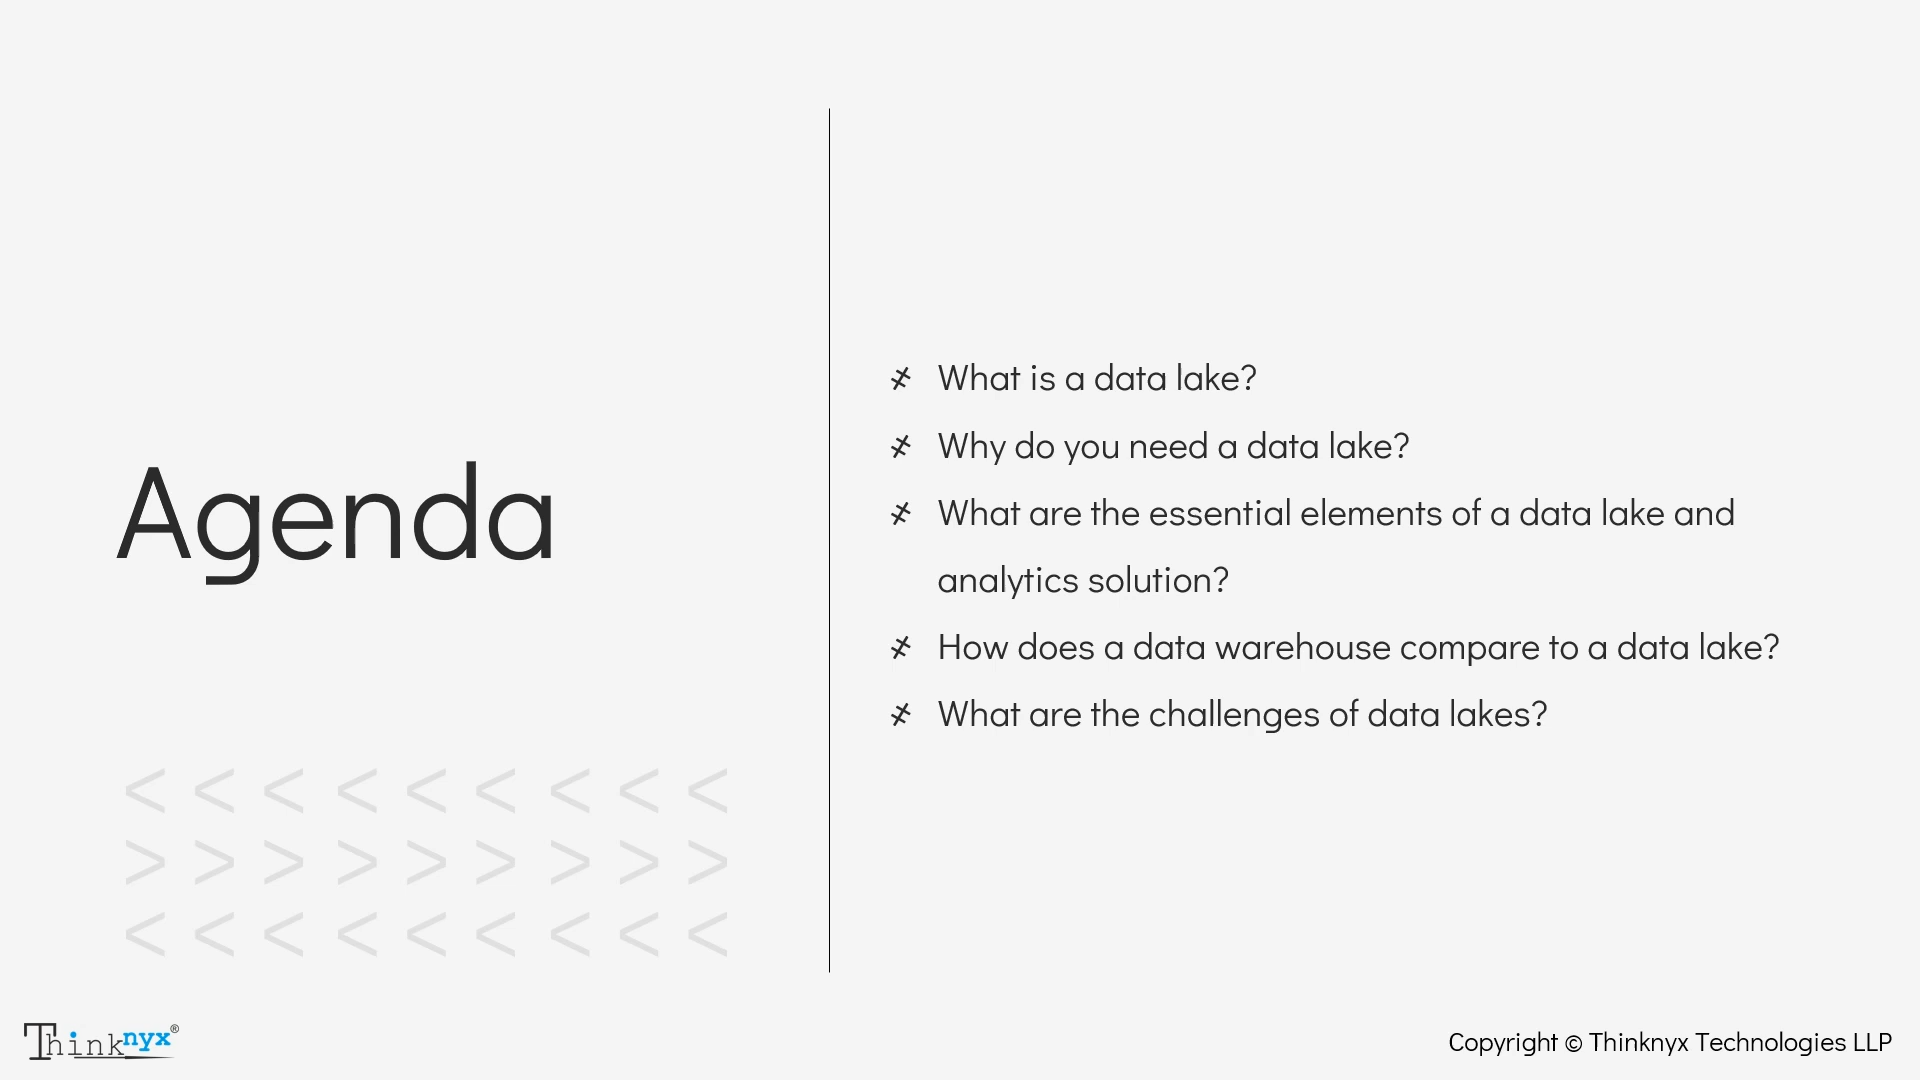 Agenda
What is a data lake?
Why do you need a data lake?
What are the essential elements of a data lake and
analytics solution?
How does a data warehouse compare to a data lake?
What are the challenges of data lakes?
< < < < < < < < <
> > > > > > > > >
< < < < < < < < <
Thinknyx®
Copyright © Thinknyx Technologies LLP